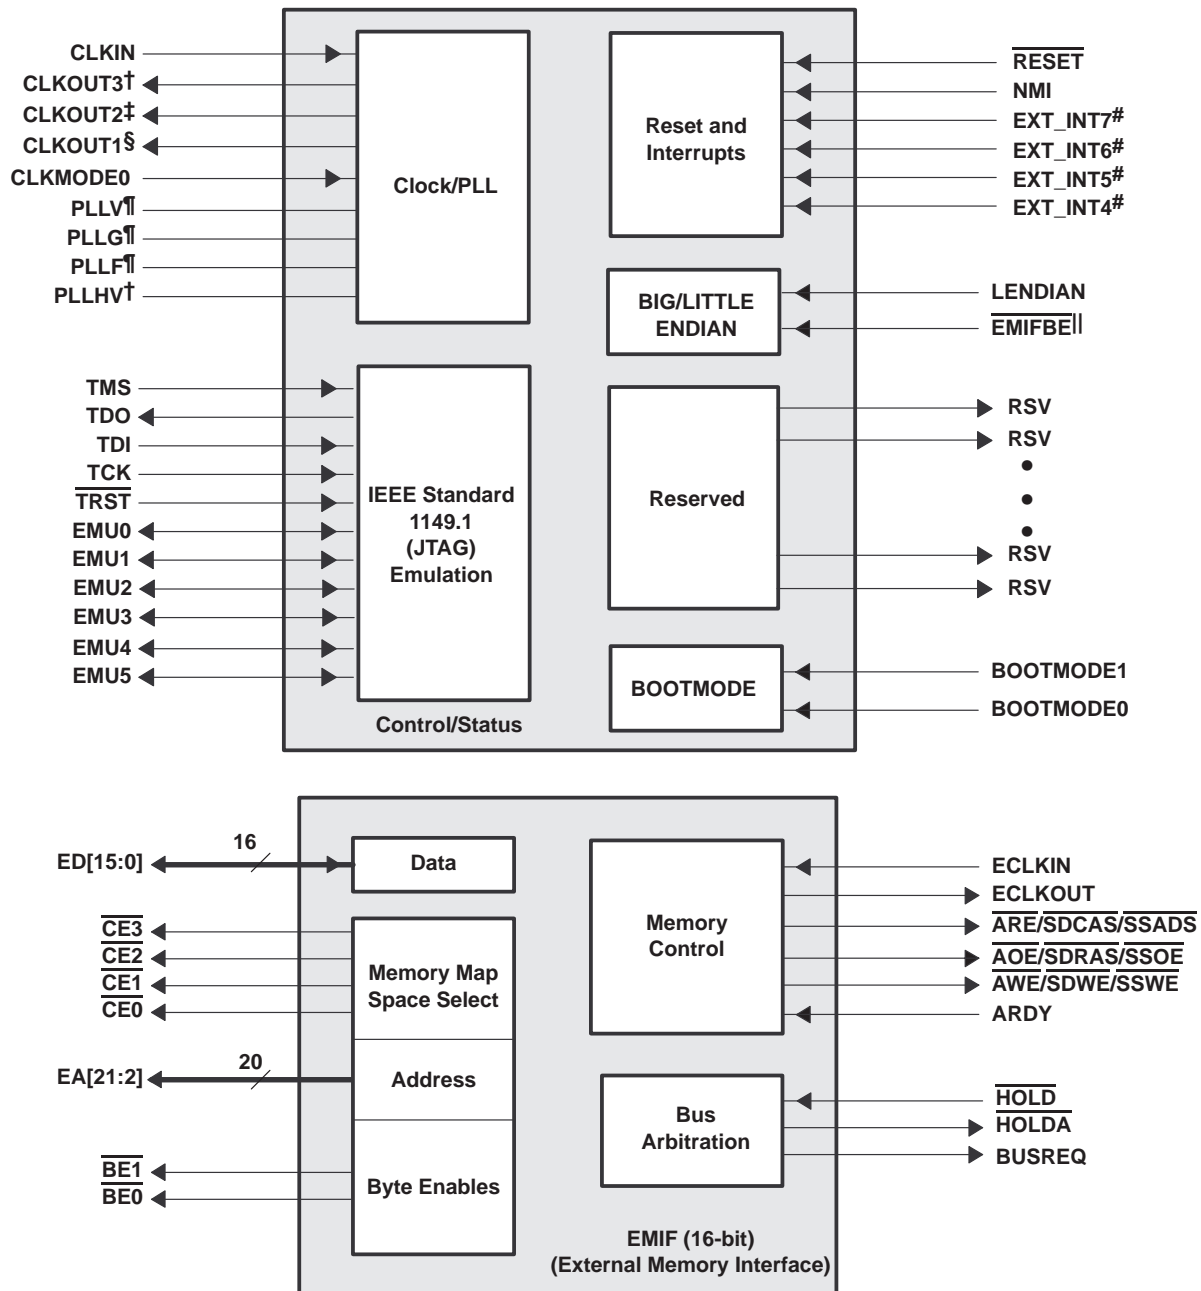 CLKIN
CLKOUT3†
CLKOUT2‡
CLKOUT1§
CLKMODE0
PLLV¶
PLLG¶
PLLF¶
PLLHV†
Clock/PLL
Reset and
Interrupts
RESET
NMI
EXT_INT7#
EXT_INT6#
EXT_INT5#
EXT_INT4#
BIG/LITTLE
ENDIAN
LENDIAN
EMIFBE||
TMS
TDO
TDI
TCK
TRST
EMU0
EMU1
EMU2
EMU3
EMU4
EMU5
IEEE Standard
1149.1
(JTAG)
Emulation
Reserved
RSV
RSV
RSV
RSV
BOOTMODE
BOOTMODE1
BOOTMODE0
Control/Status
ED[15:0]
16
Data
CE3
CE2
CE1
CE0
Memory Map
Space Select
EA[21:2]
20
Address
BE1
BE0
Byte Enables
Memory
Control
ECLKIN
ECLKOUT
ARE/SDCAS/SSADS
AOE/SDRAS/SSOE
AWE/SDWE/SSWE
ARDY
Bus
Arbitration
HOLD
HOLDA
BUSREQ
EMIF (16-bit)
(External Memory Interface)